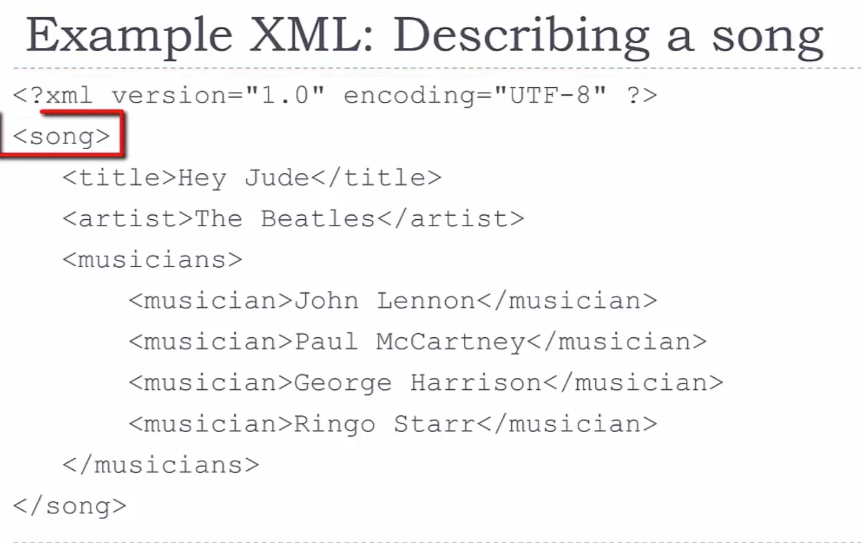 Example XML: Describing a song
<?xml version="1.0" encoding="UTF-8" ?>
<song>
<title>Hey Jude</title>
<artist>The Beatles</artist>
<musicians>
<musician>John Lennon</musician>
<musician>Paul McCartney</musician>
<musician>George Harrison</musician>
<musician>Ringo Starr</musician>
</musicians>
</song>